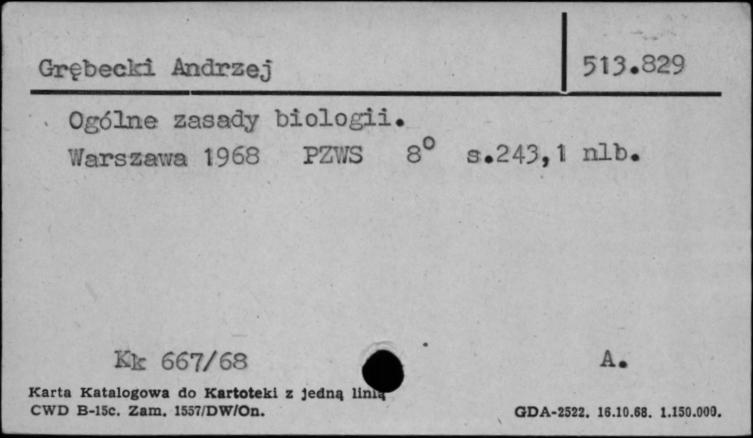 Grębecki Andrzej 513.829
Ogólne zasady biologii.
Warszawa 1968 PZWS 8° s.243,1 nlb.
Kk 667/68 A.
Karta Katalogowa do Kartoteki z jedną linią
CWD B-15c. Zam. 1557/DW/On. GDA-2522. 16.10.68. 1.150.000.